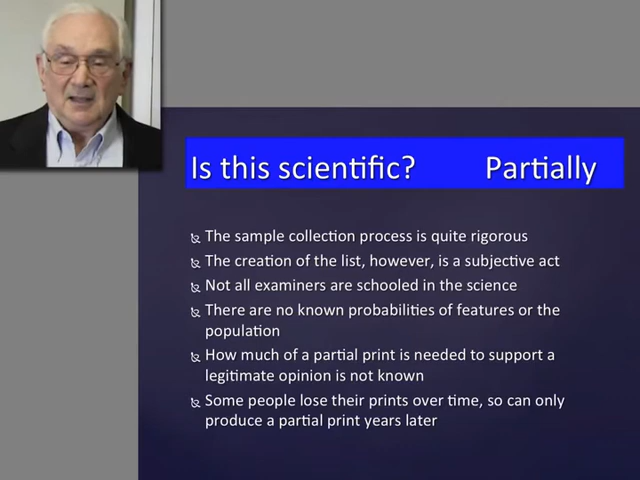 Is this scientific? Partially
The sample collection process is quite rigorous
The creation of the list, however, is a subjective act
Not all examiners are schooled in the science
There are no known probabilities of features or the
population
How much of a partial print is needed to support a
legitimate opinion is not known
Some people lose their prints over time, so can only
produce a partial print years later